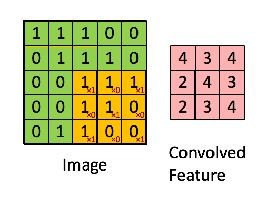 1 1 1 0 0
0 1 1 1 0
0 0 1×1 1×0 1×1
0 0 1×0 1×1 0×0
0 1 1×1 0×0 0×1
4 3 4
2 4 3
2 3 4
Image
Convolved
Feature